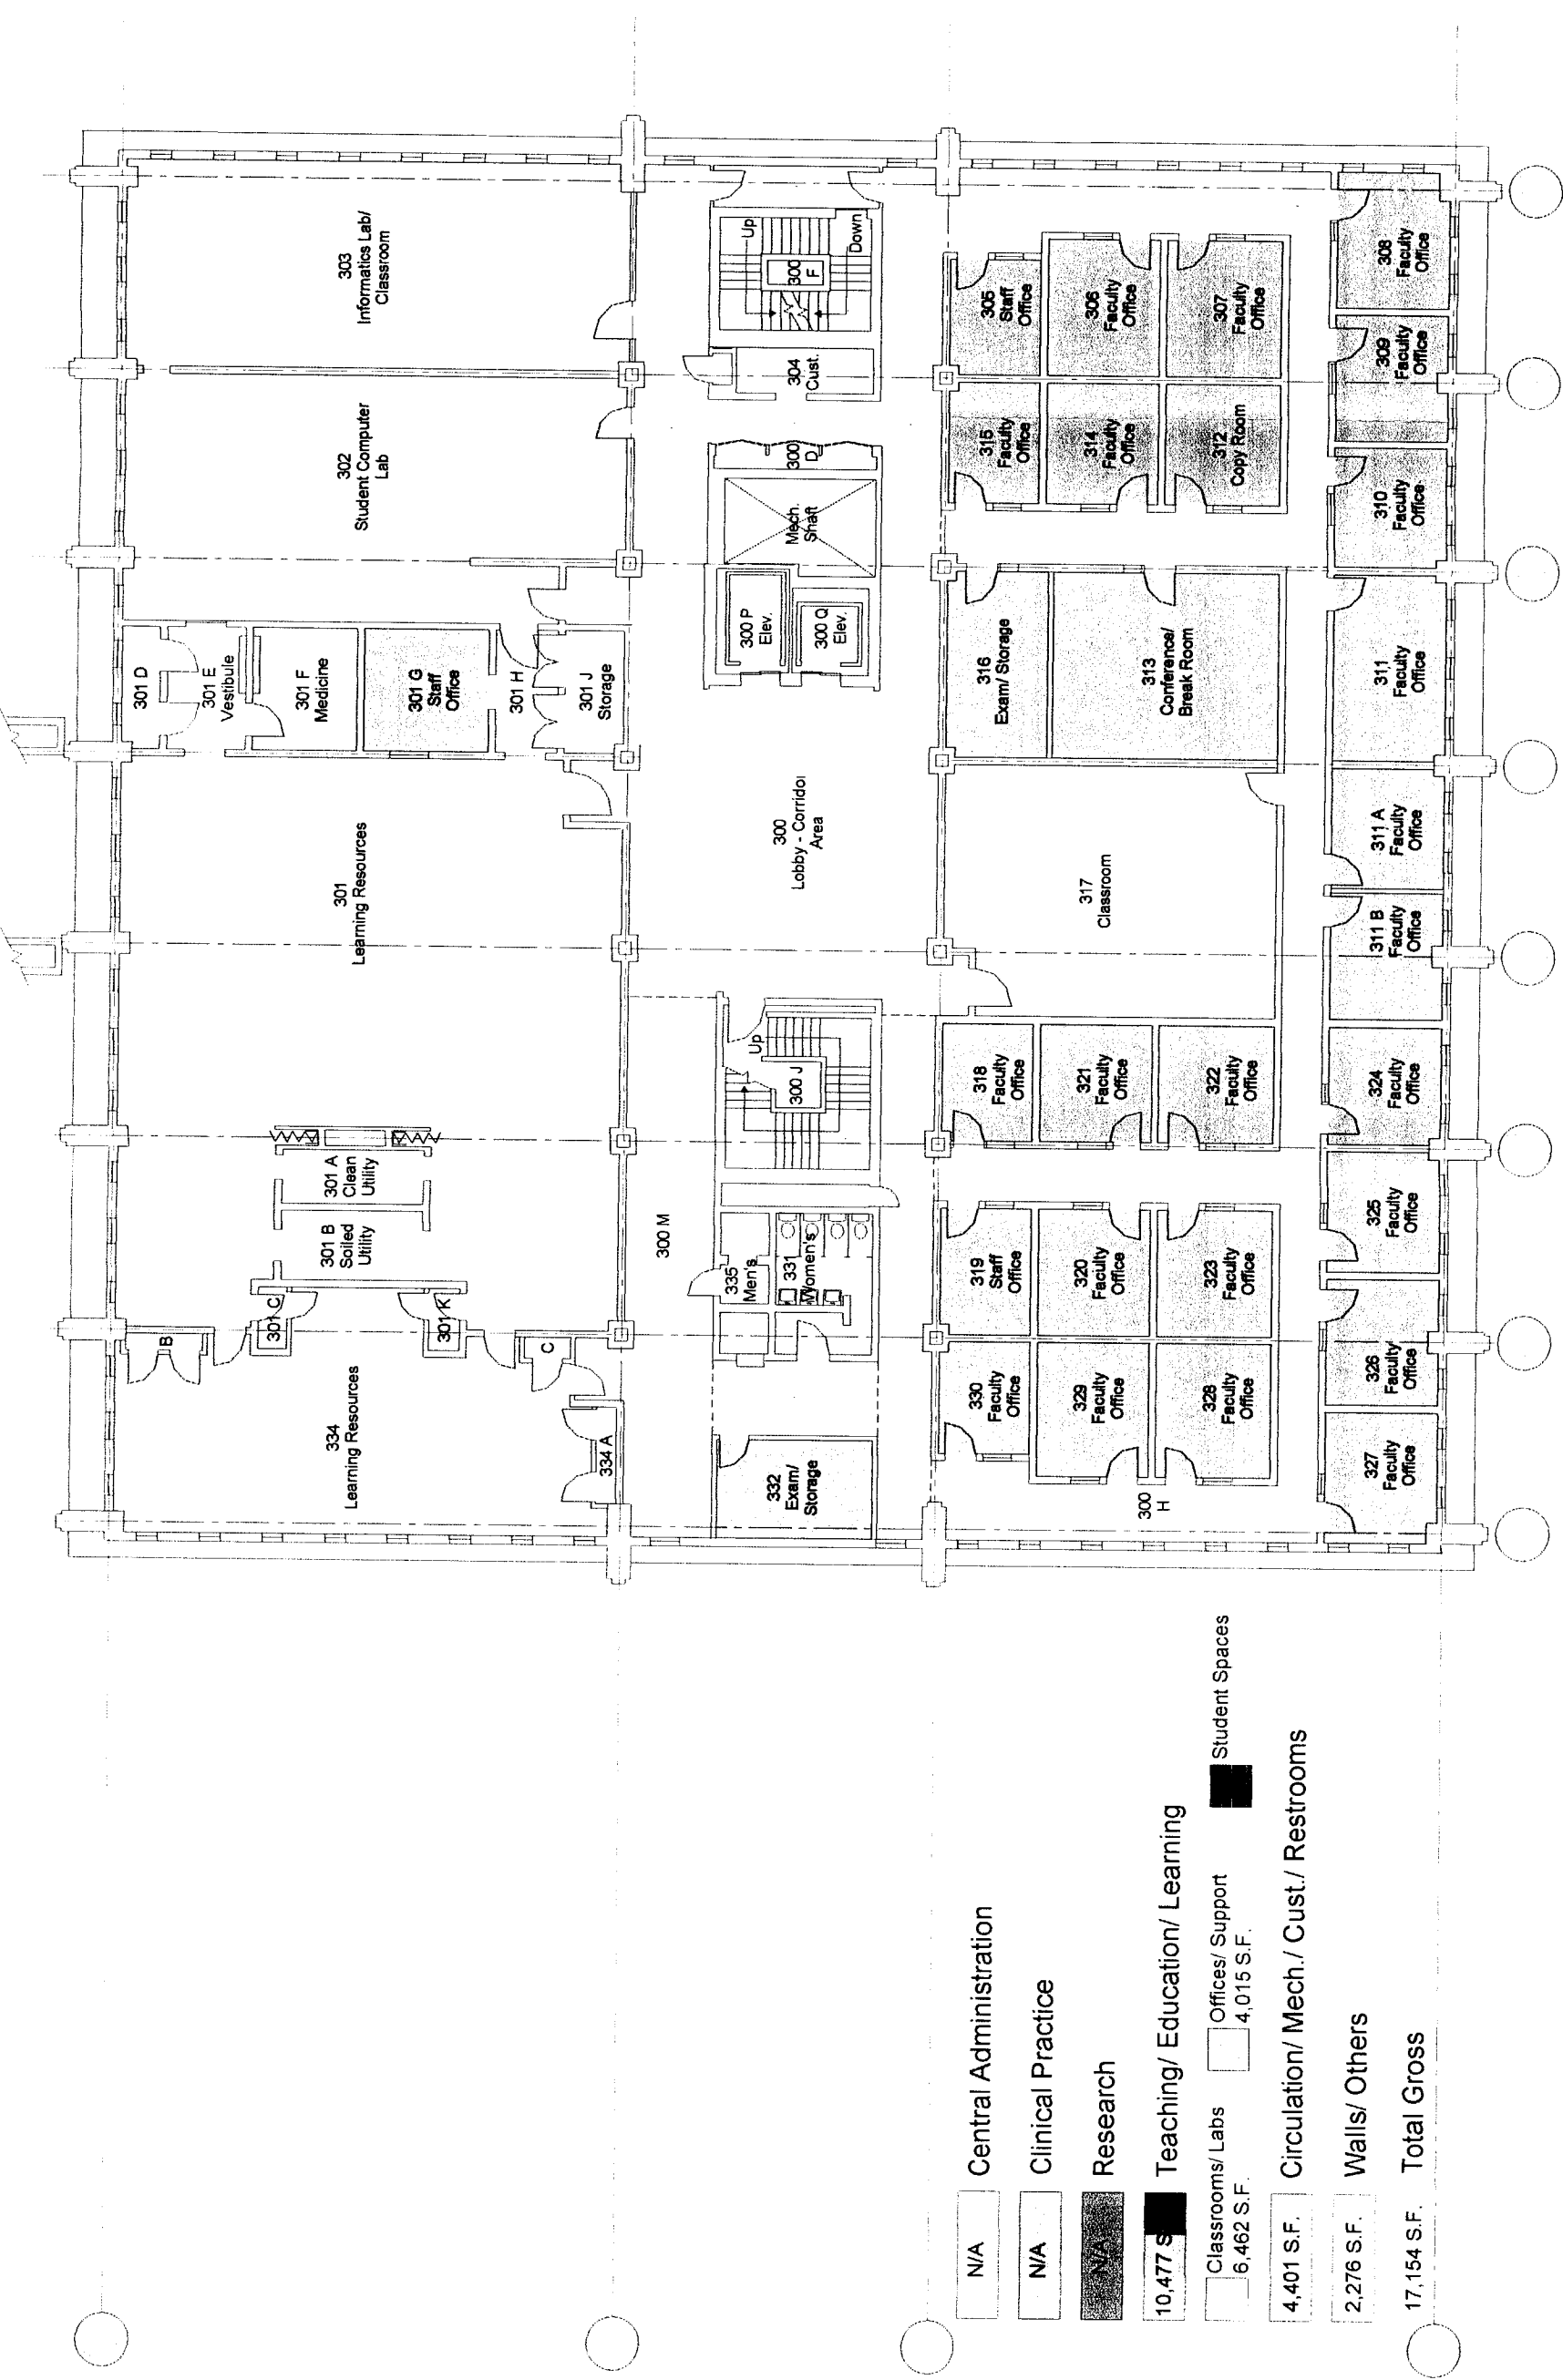 303
Informatics Lab/
Classroom
302
Student Computer
Lab
301 D
301 E
Vestibule
301 F
Medicine
301 G
Staff
Office
301 H
301 J
Storage
301
Learning Resources
301 A
Clean
Utility
301 B
Soiled
Utility
301 C
301 K
B
C
334
Learning Resources
334 A
Up
300
F
Down
304
Cust.
300
D
Mech.
Shaft
300 P
Elev.
300 Q
Elev.
300
Lobby - Corridor
Area
Up
300 J
300 M
335
Men's
331
Women's
332
Exam/
Storage
305
Staff
Office
306
Faculty
Office
307
Faculty
Office
308
Faculty
Office
309
Faculty
Office
315
Faculty
Office
314
Faculty
Office
312
Copy Room
310
Faculty
Office
316
Exam/ Storage
313
Conference/
Break Room
311
Faculty
Office
311 A
Faculty
Office
317
Classroom
311 B
Faculty
Office
318
Faculty
Office
321
Faculty
Office
322
Faculty
Office
324
Faculty
Office
319
Staff
Office
320
Faculty
Office
323
Faculty
Office
325
Faculty
Office
330
Faculty
Office
329
Faculty
Office
328
Faculty
Office
326
Faculty
Office
327
Faculty
Office
300
H
N/A Central Administration
N/A Clinical Practice
N/A Research
10,477 S Teaching/ Education/ Learning
Classrooms/ Labs Offices/ Support Student Spaces
6,462 S.F. 4,015 S.F.
4,401 S.F. Circulation/ Mech./ Cust./ Restrooms
2,276 S.F. Walls/ Others
17,154 S.F. Total Gross